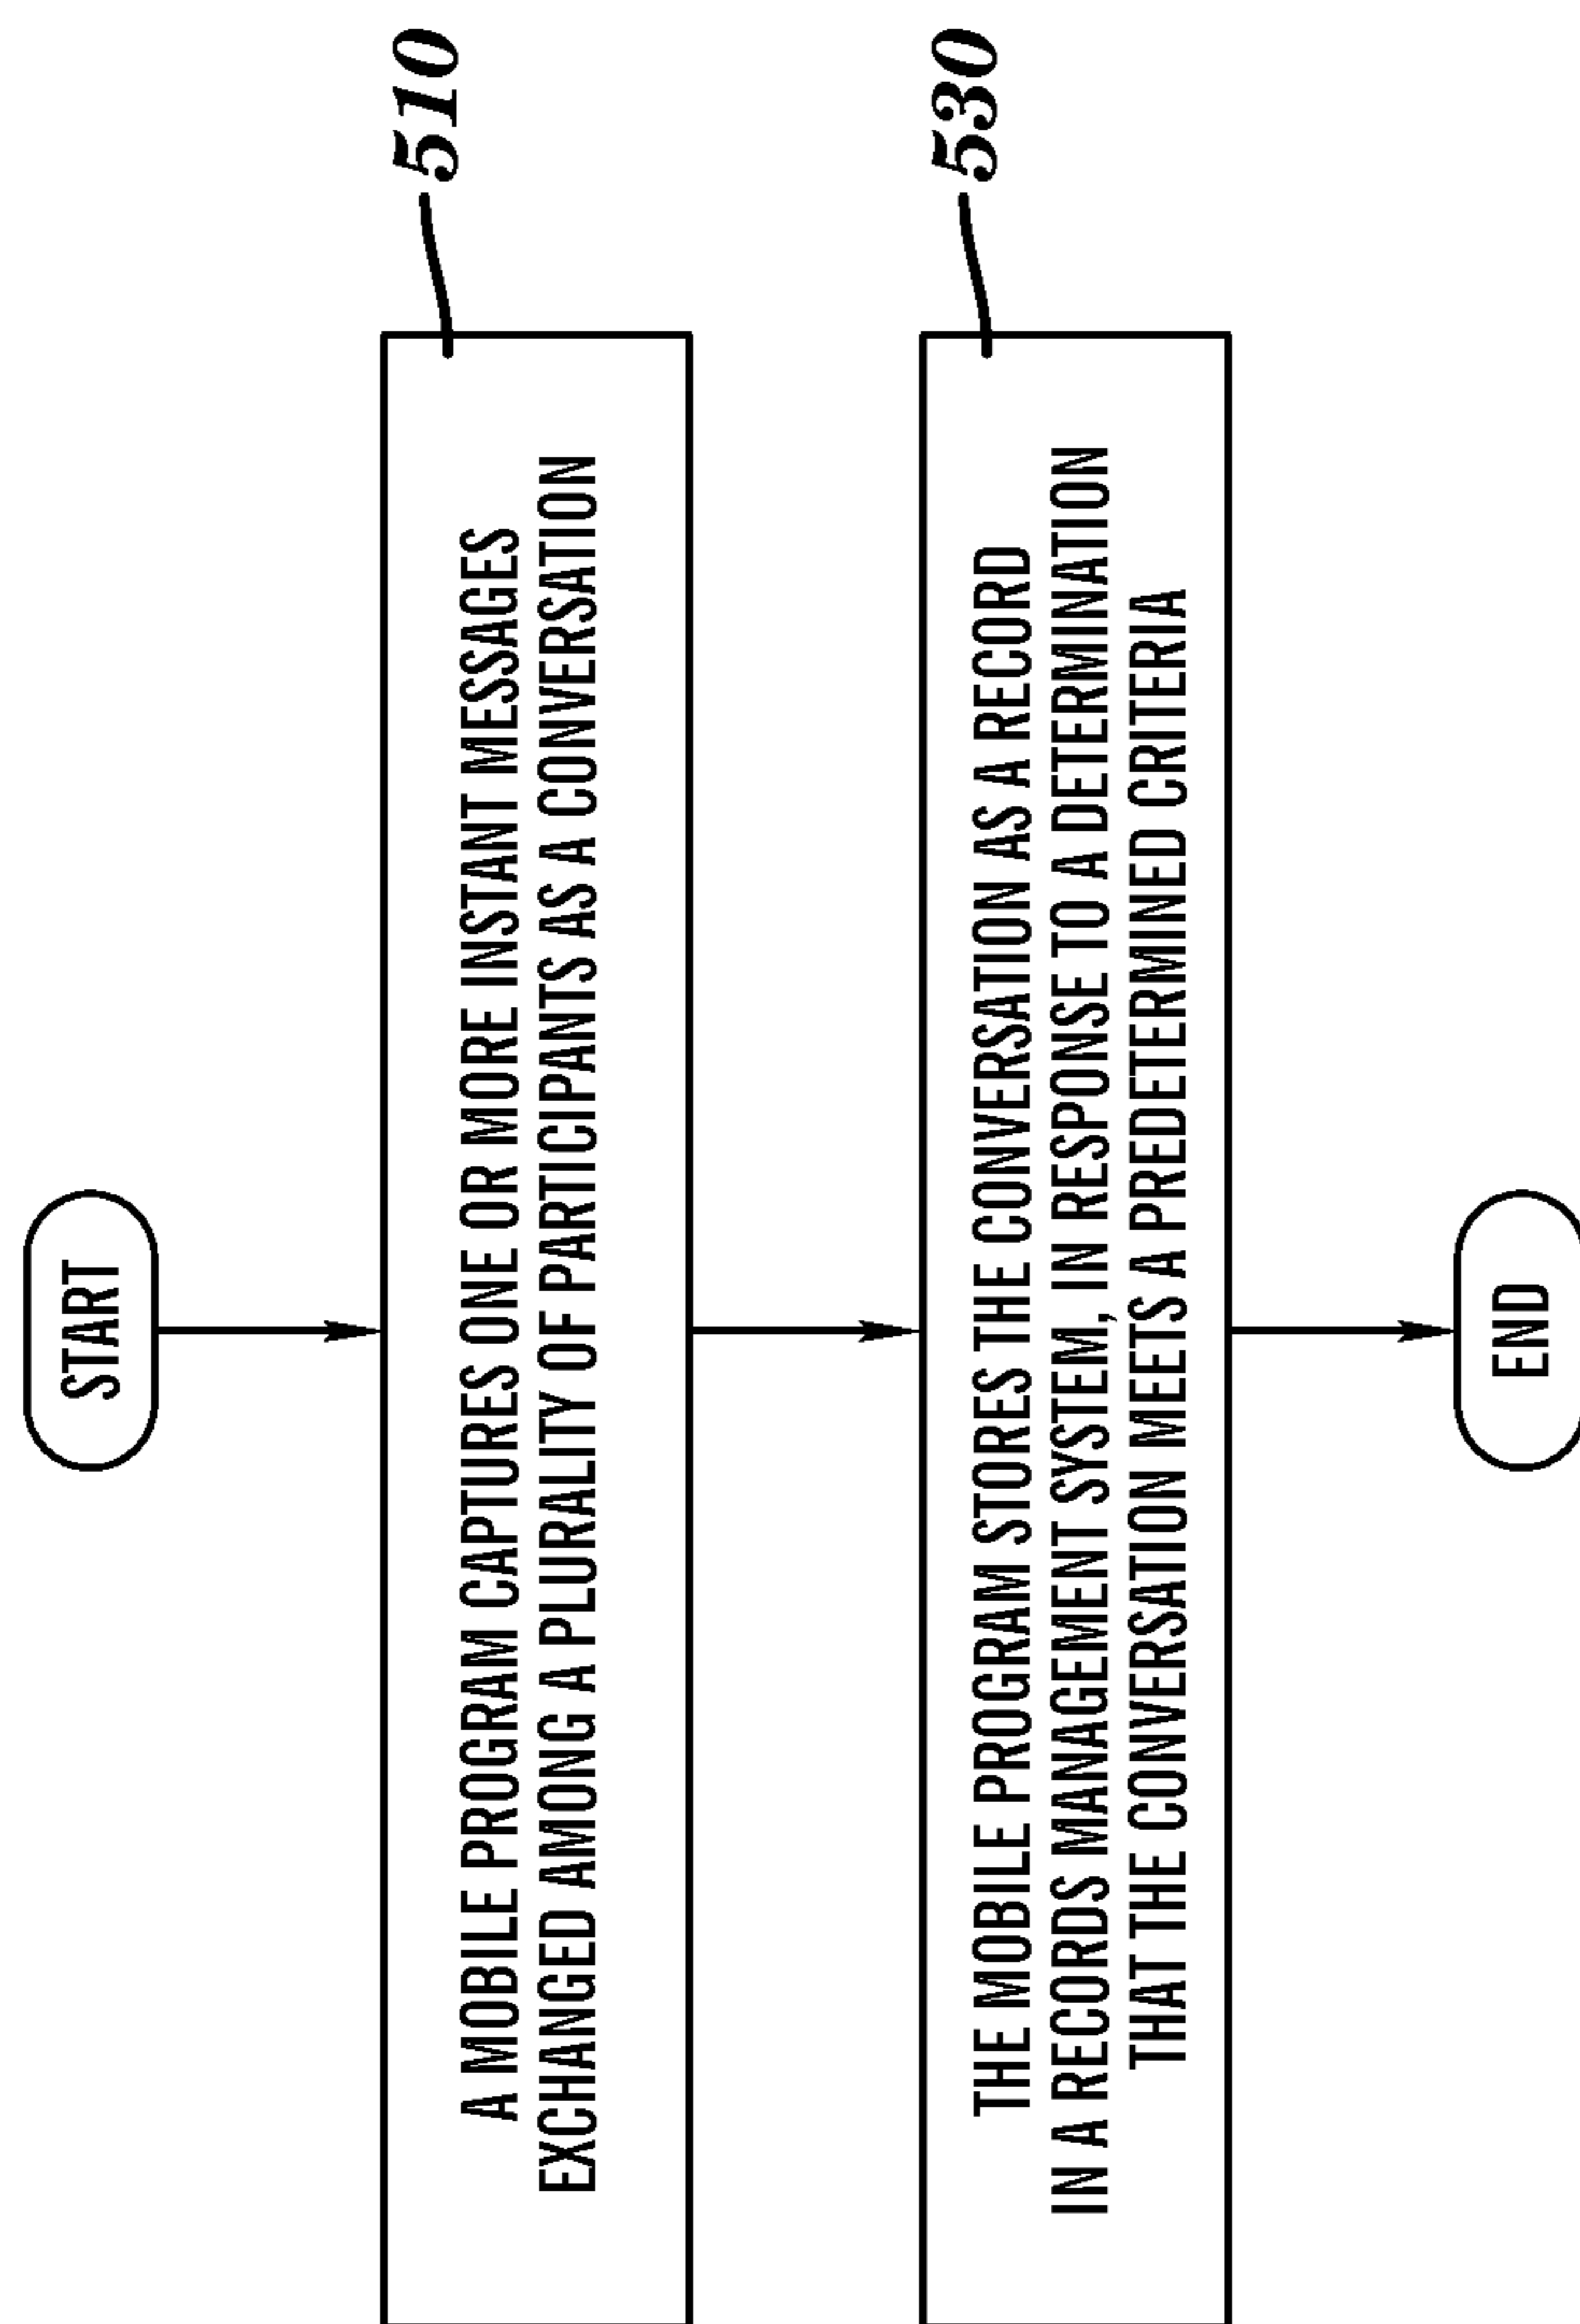 START
510
A MOBILE PROGRAM CAPTURES ONE OR MORE INSTANT MESSAGES
EXCHANGED AMONG A PLURALITY OF PARTICIPANTS AS A CONVERSATION
530
THE MOBILE PROGRAM STORES THE CONVERSATION AS A RECORD
IN A RECORDS MANAGEMENT SYSTEM, IN RESPONSE TO A DETERMINATION
THAT THE CONVERSATION MEETS A PREDETERMINED CRITERIA
END